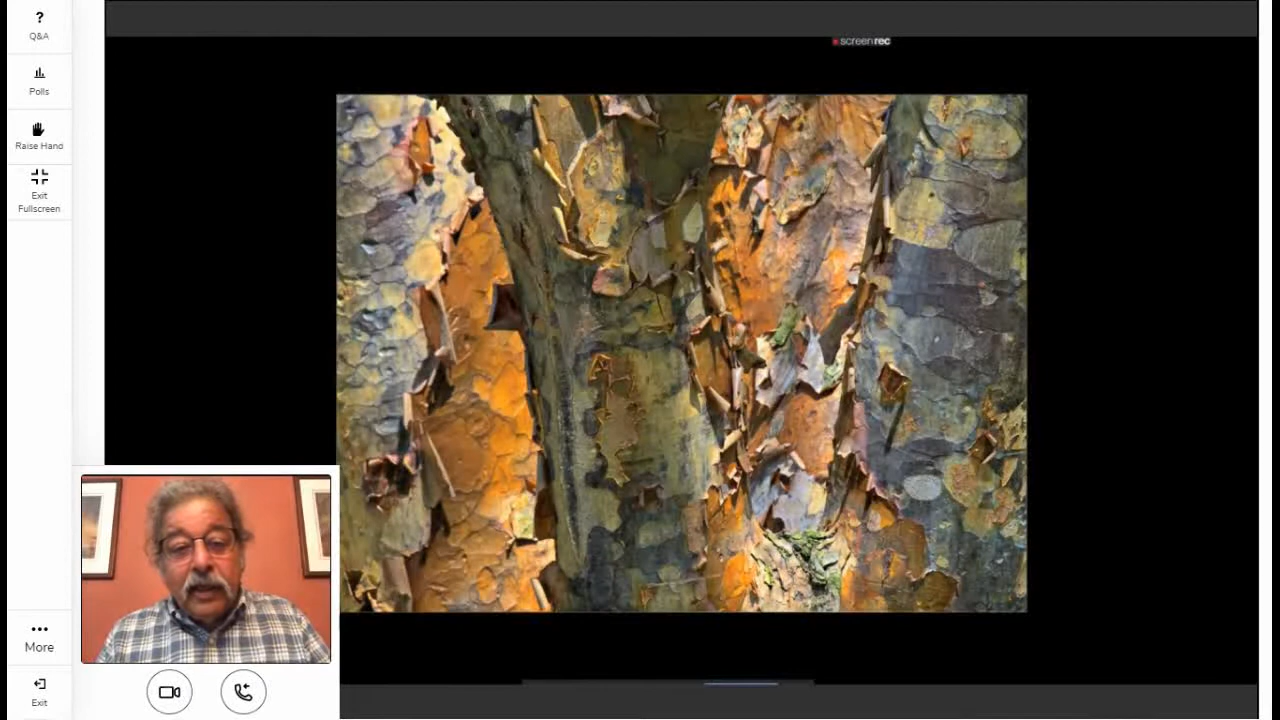 ?
Q&A
Polls
Raise Hand
Exit
Fullscreen
More
Exit
screenrec